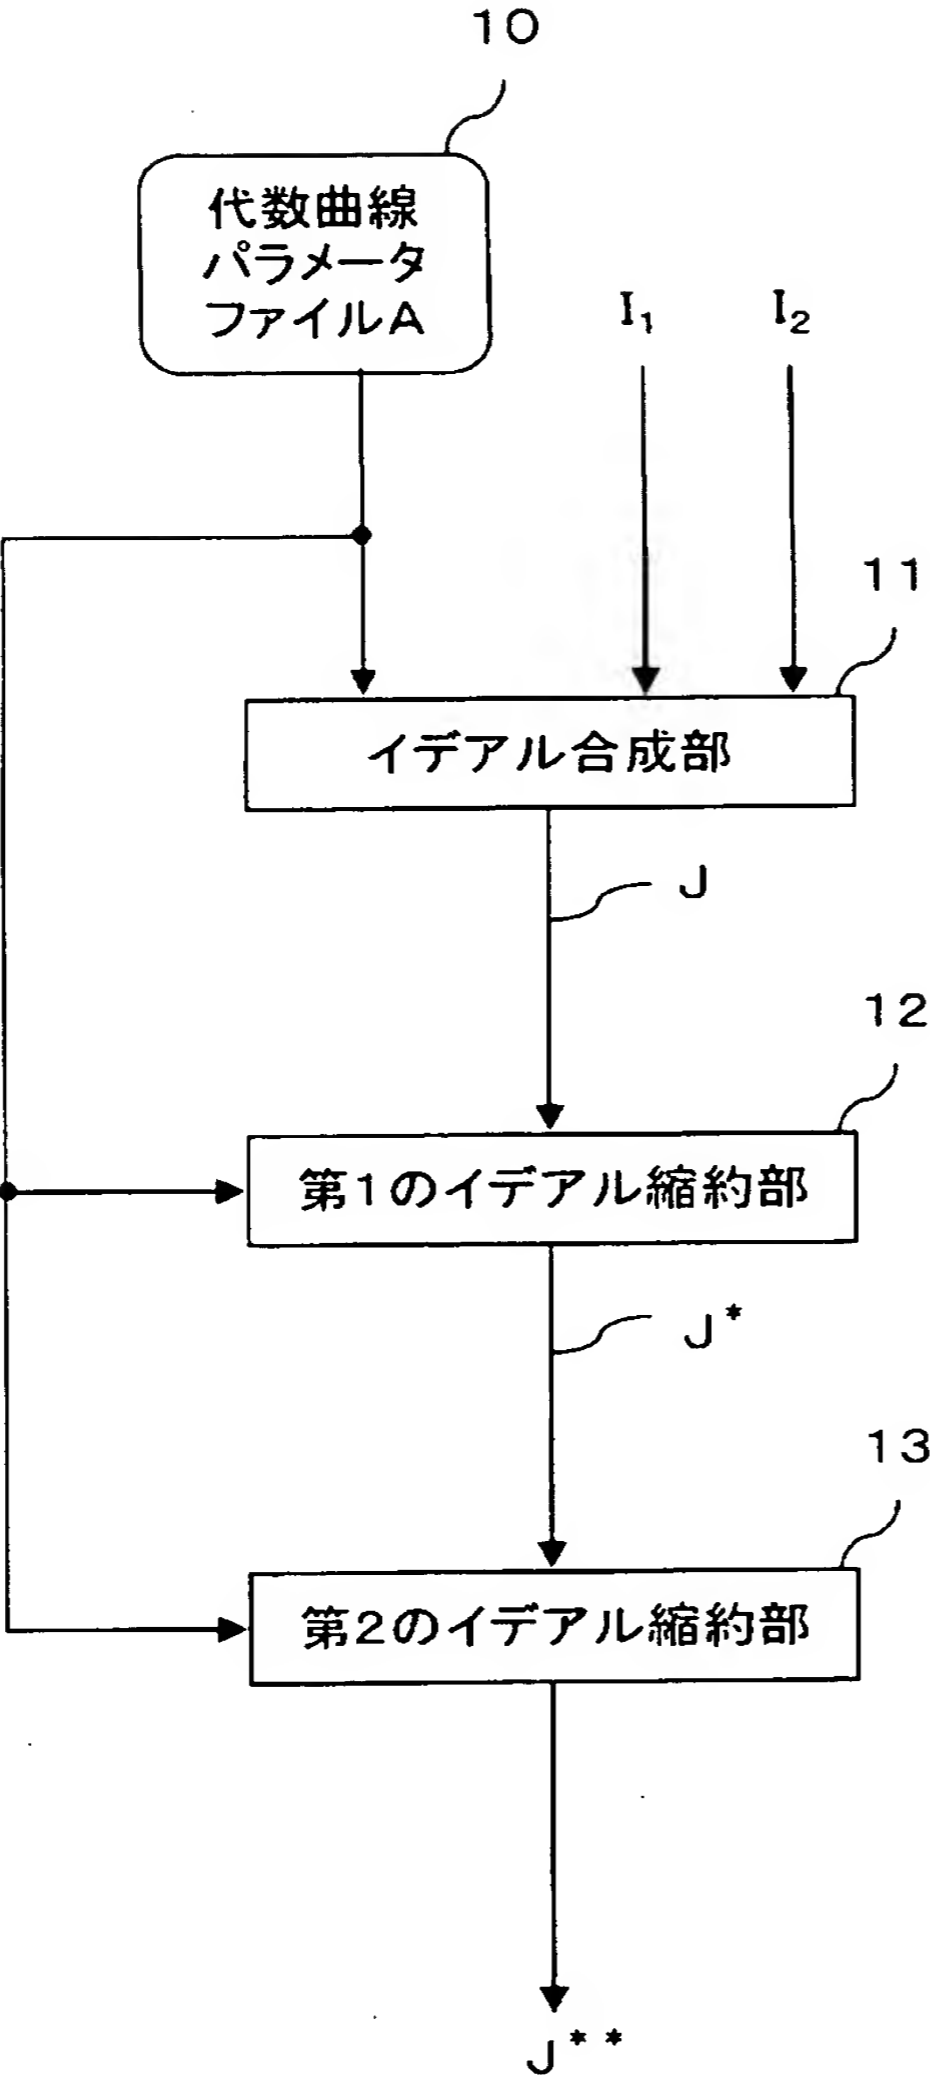 10
代数曲線
パラメータ
ファイルA
I₁ I₂
11
イデアル合成部
J
12
第1のイデアル縮約部
J*
13
第2のイデアル縮約部
J**